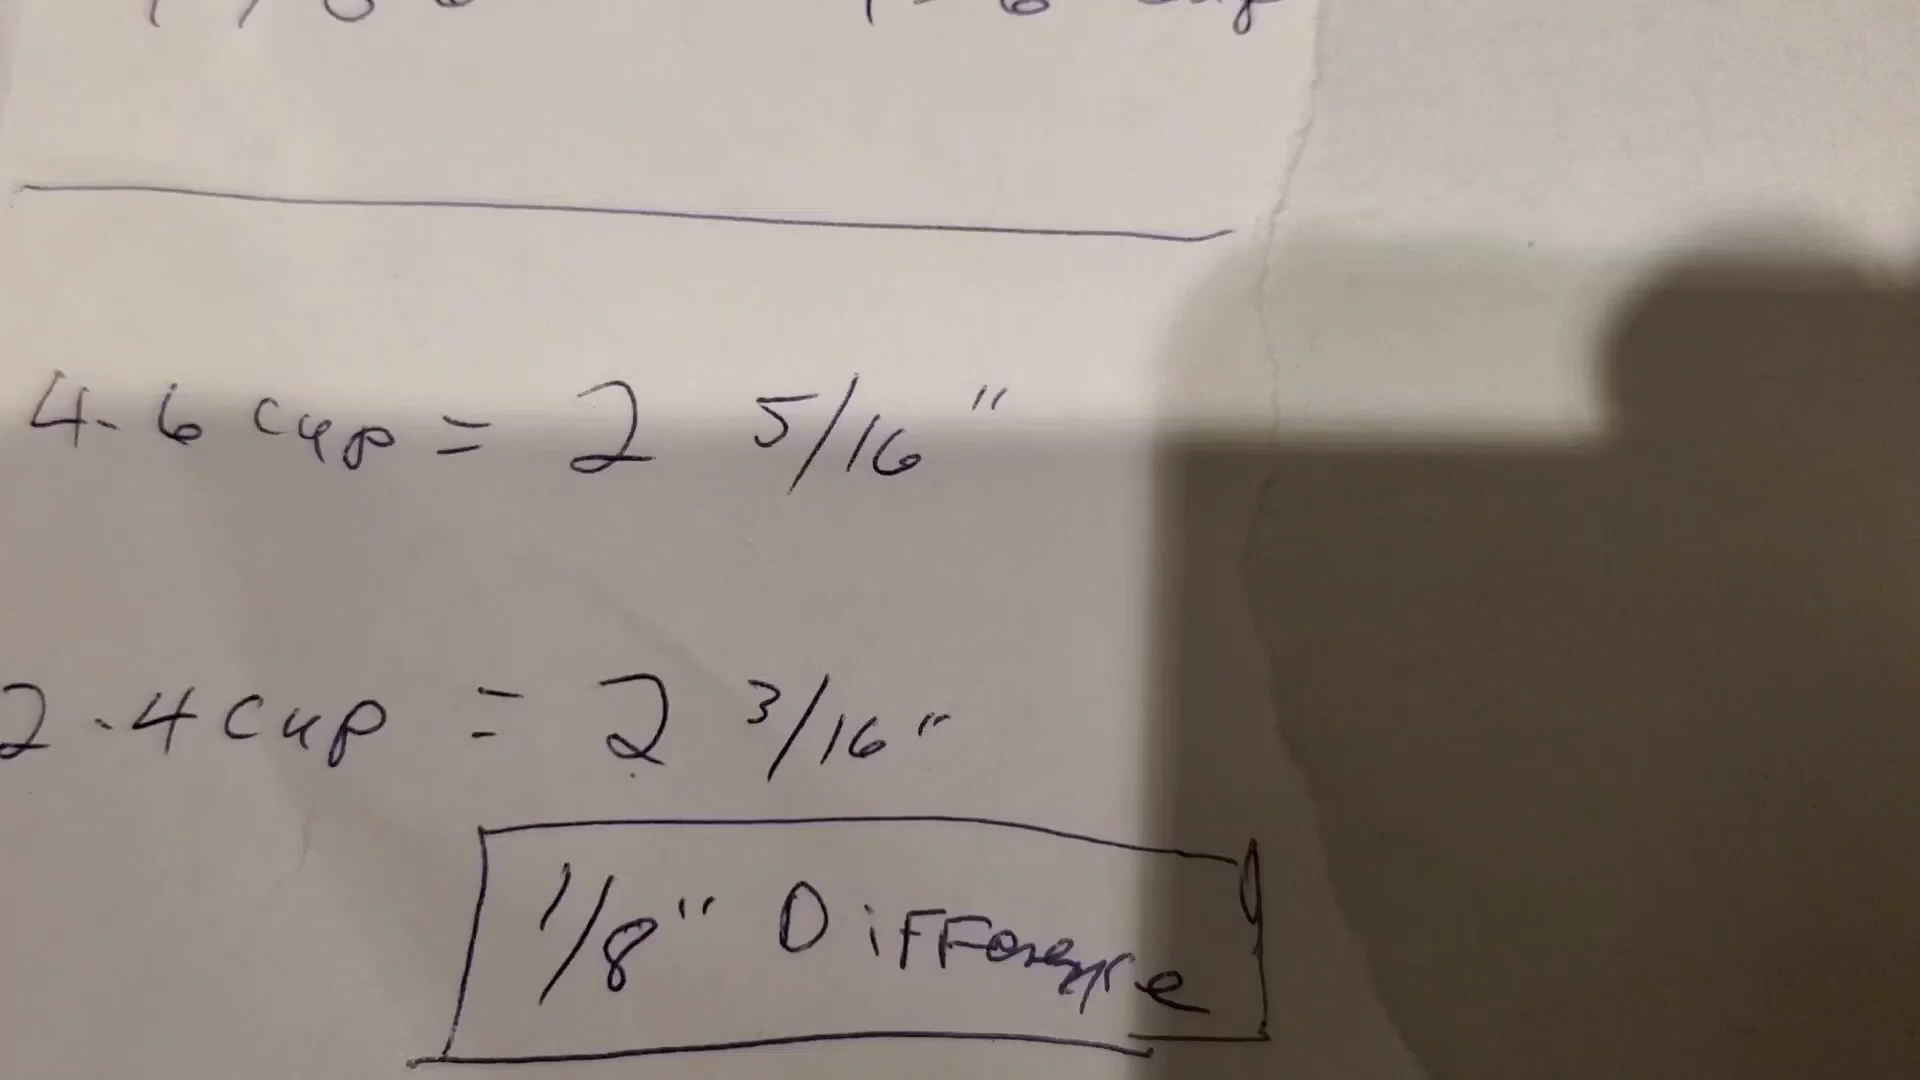 4-6 cup = 2 5/16"
2-4 cup = 2 3/16"
1/8" Difference